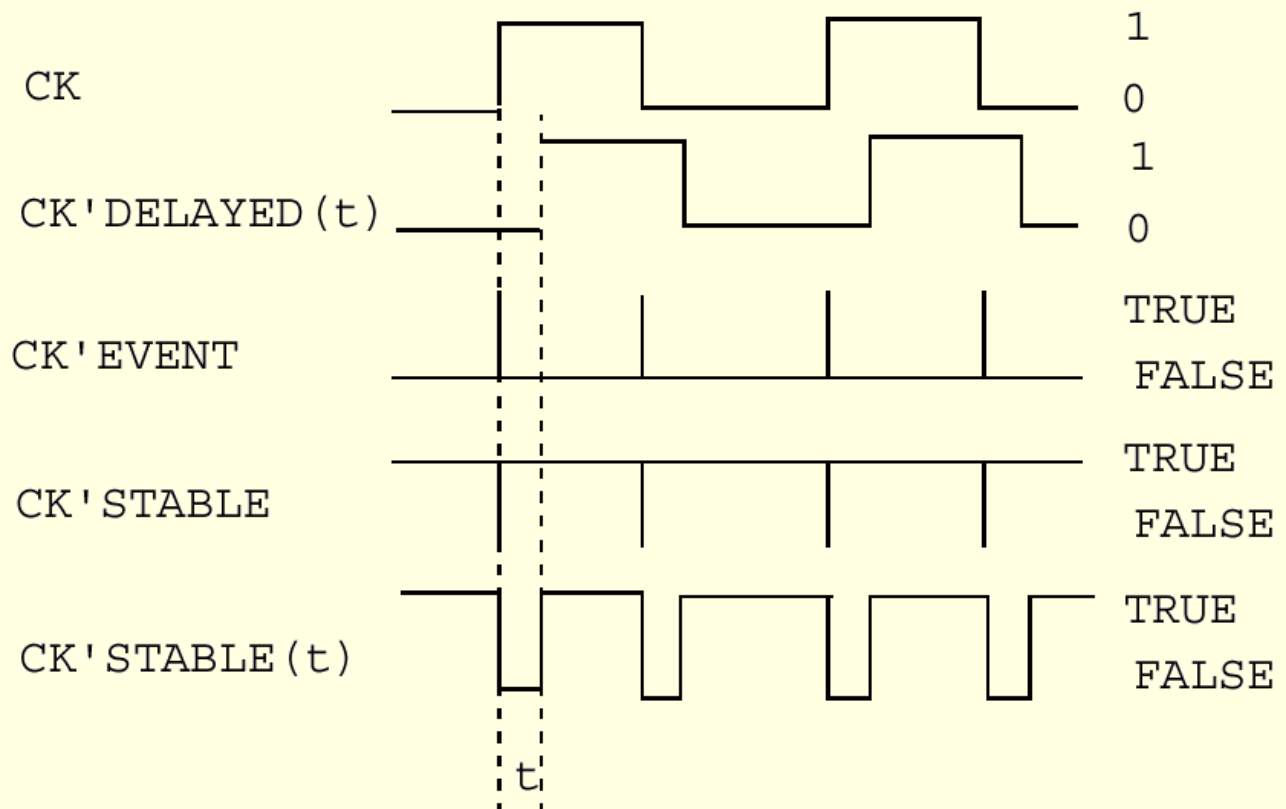 1
CK
0
1
CK'DELAYED(t)
0
TRUE
CK'EVENT
FALSE
TRUE
CK'STABLE
FALSE
TRUE
CK'STABLE(t)
FALSE
t